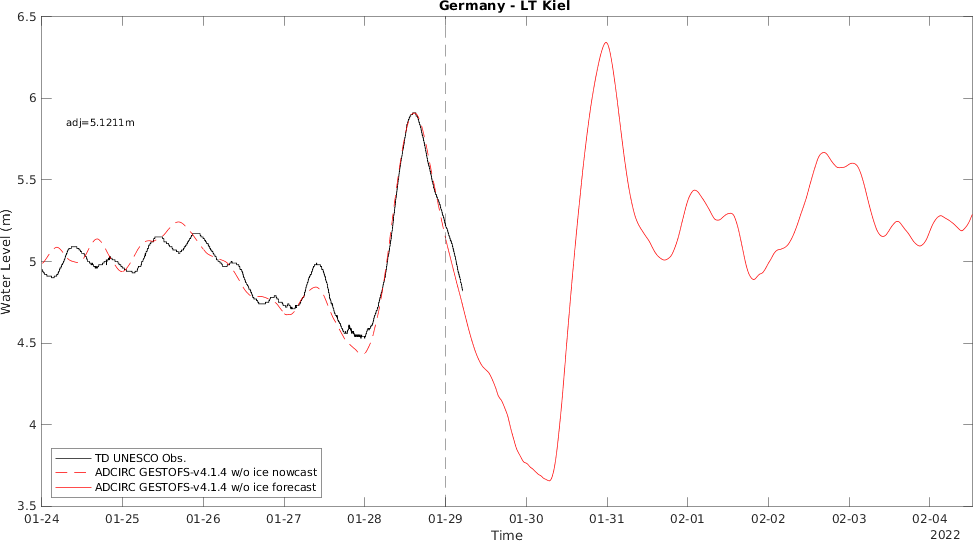 Germany - LT Kiel
6.5
6
5.5
5
4.5
4
3.5
Water Level (m)
adj=5.1211m
TD UNESCO Obs.
ADCIRC GESTOFS-v4.1.4 w/o ice nowcast
ADCIRC GESTOFS-v4.1.4 w/o ice forecast
01-24 01-25 01-26 01-27 01-28 01-29 01-30 01-31 02-01 02-02 02-03 02-04
Time
2022